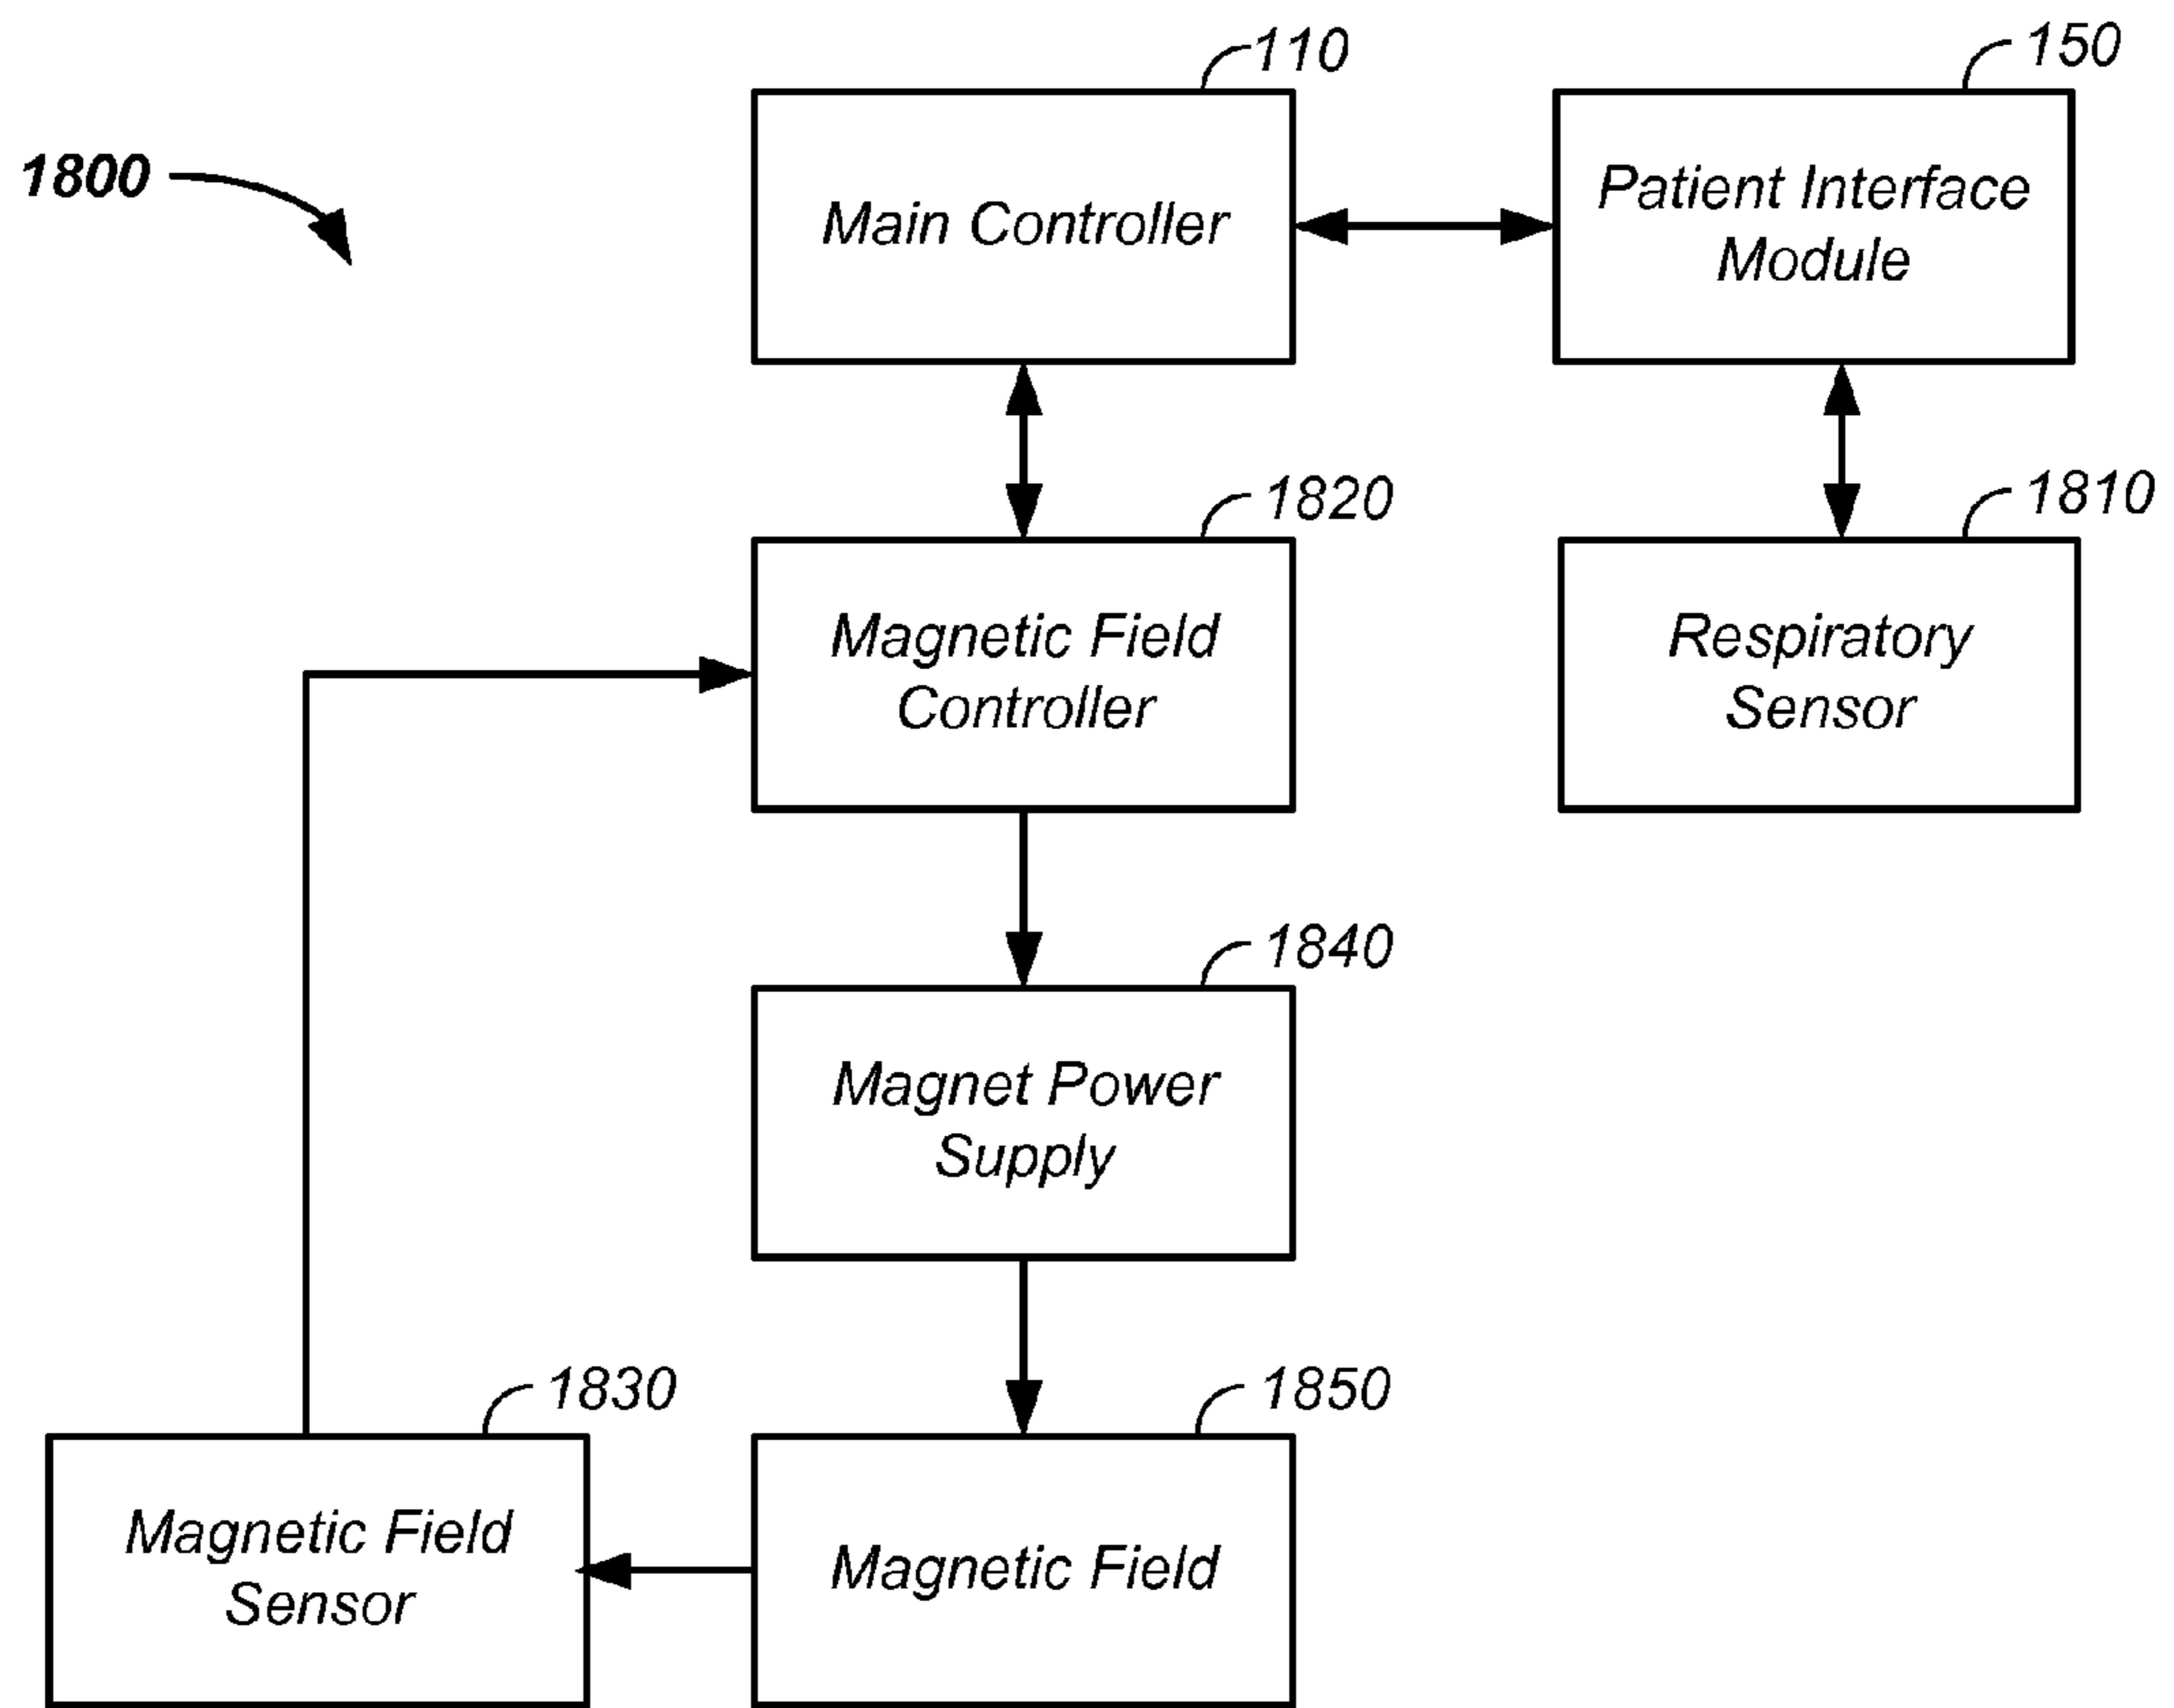 110
150
1800
Main Controller
Patient Interface
Module
1820
1810
Magnetic Field
Controller
Respiratory
Sensor
1840
Magnet Power
Supply
1830
1850
Magnetic Field
Sensor
Magnetic Field